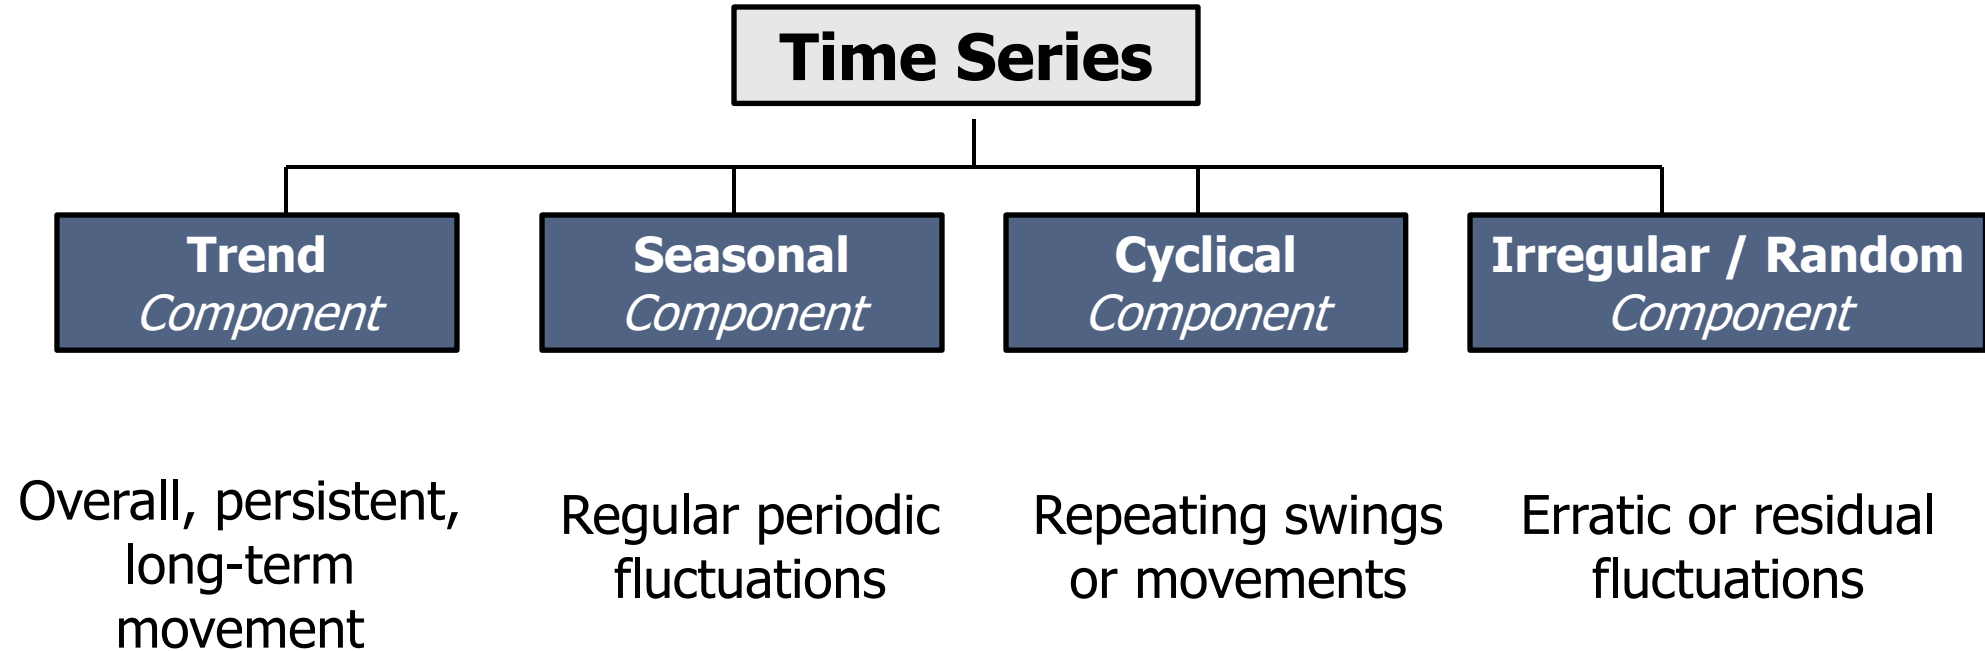 Time Series
Trend
Component
Seasonal
Component
Cyclical
Component
Irregular / Random
Component
Overall, persistent,
long-term
movement
Regular periodic
fluctuations
Repeating swings
or movements
Erratic or residual
fluctuations